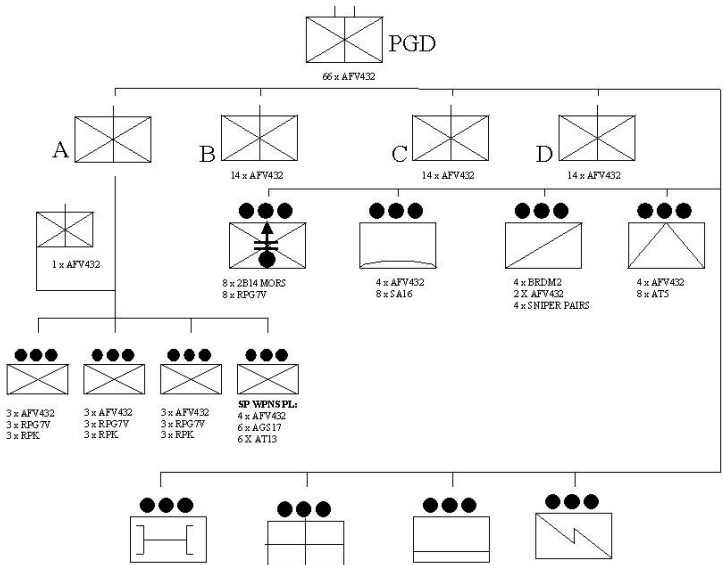 PGD
66 x AFV432
A
B
C
D
14 x AFV432
14 x AFV432
14 x AFV432
1 x AFV432
8 x 2B14 MORS
8 x RPG7V
4 x AFV432
8 x SA16
4 x BRDM2
2 X AFV432
4 x SNIPER PAIRS
4 x AFV432
8 x AT5
3 x AFV432
3 x RPG7V
3 x RPK
3 x AFV432
3 x RPG7V
3 x RPK
3 x AFV432
3 x RPG7V
3 x RPK
SP WPNS PL:
4 x AFV432
6 x AGS17
6 X AT13